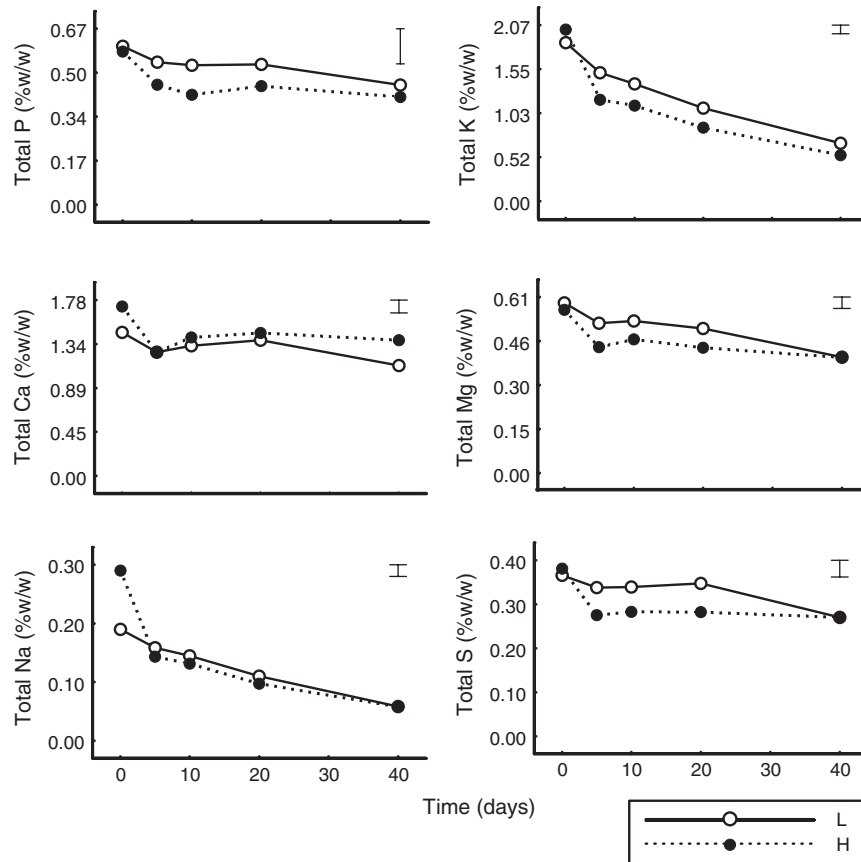 Total P (%w/w)
0.67
0.50
0.34
0.17
0.00
Total K (%w/w)
2.07
1.55
1.03
0.52
0.00
Total Ca (%w/w)
1.78
1.34
0.89
0.45
0.00
Total Mg (%w/w)
0.61
0.46
0.30
0.15
0.00
Total Na (%w/w)
0.30
0.20
0.10
0.00
0 10 20 30 40
Total S (%w/w)
0.40
0.30
0.20
0.00
0 10 20 30 40
Time (days)
L
H